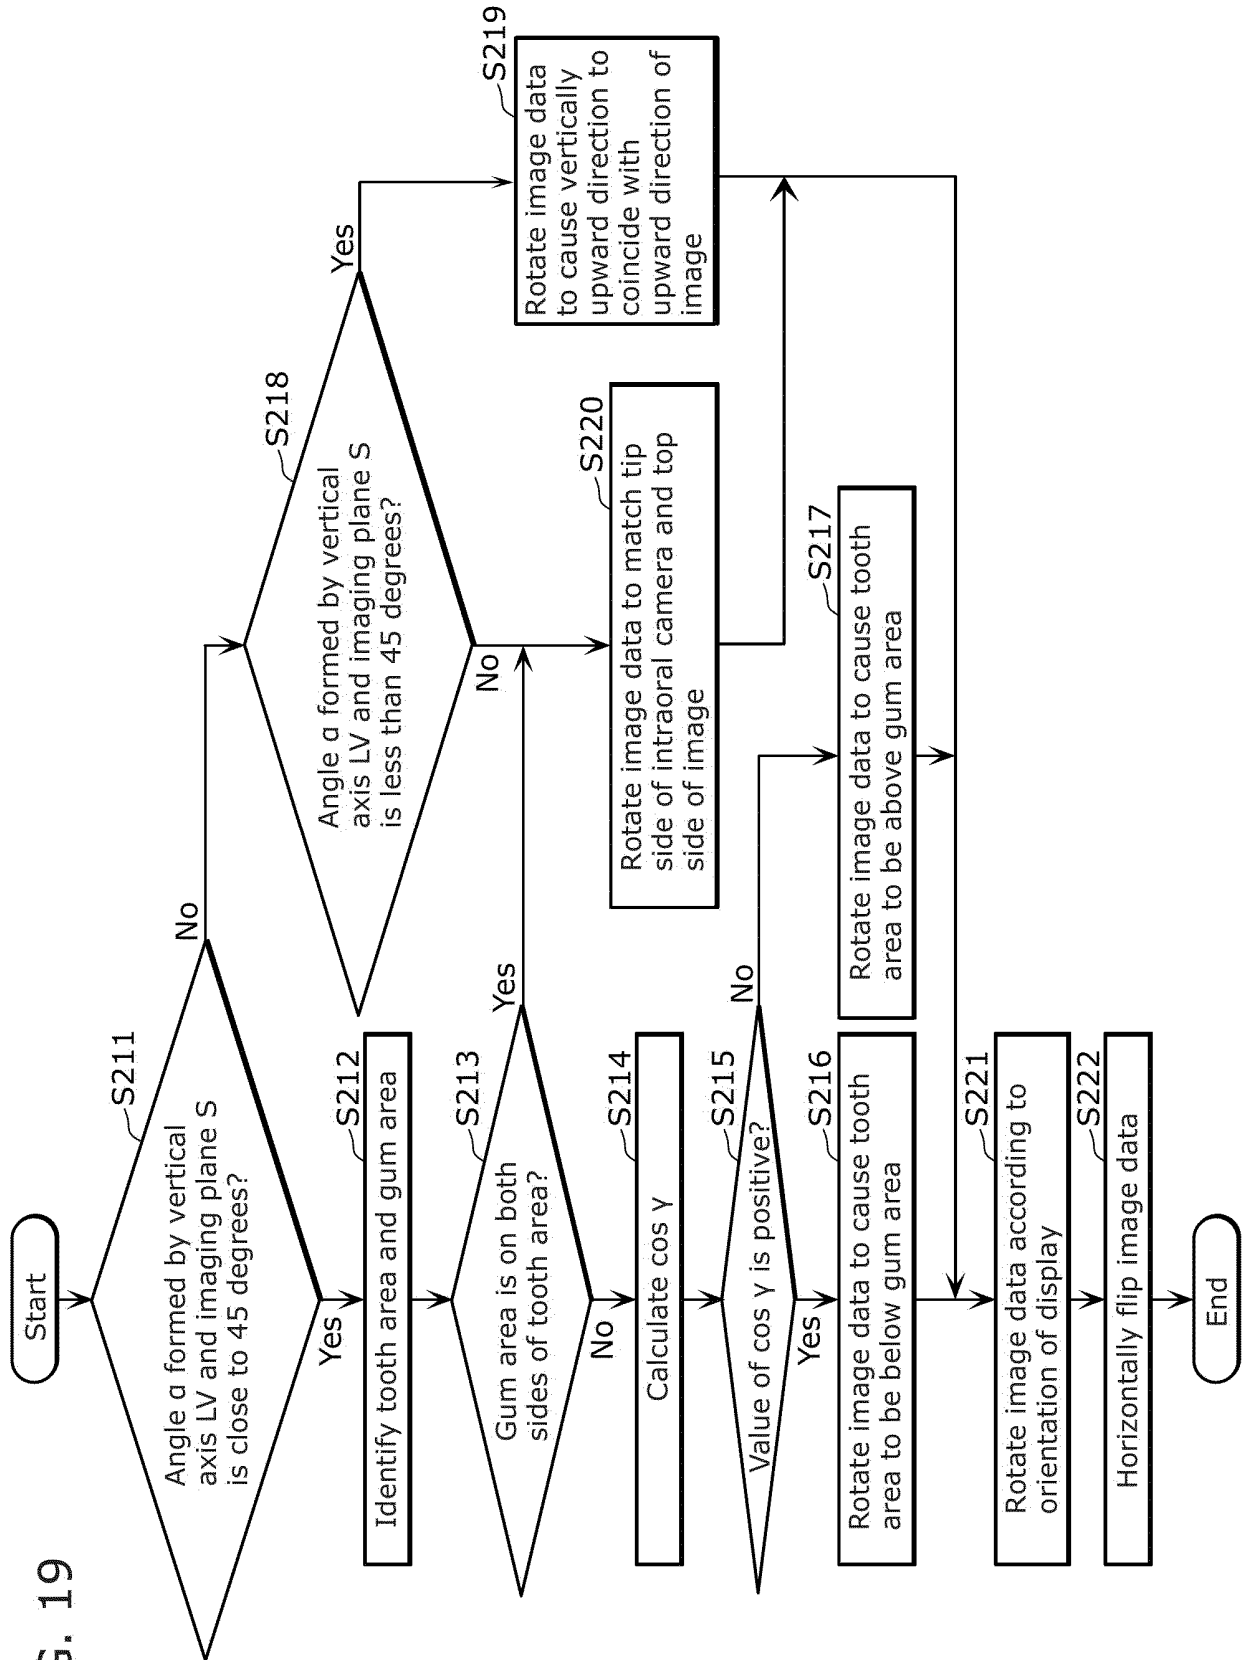 G. 19
Start
S211
Angle α formed by vertical
axis LV and imaging plane S
is close to 45 degrees?
No
Yes
S218
Angle α formed by vertical
axis LV and imaging plane S
is less than 45 degrees?
Yes
No
S212
Identify tooth area and gum area
S213
Gum area is on both
sides of tooth area?
Yes
No
S219
Rotate image data
to cause vertically
upward direction to
coincide with
upward direction of
image
S220
Rotate image data to match tip
side of intraoral camera and top
side of image
S214
Calculate cos γ
S215
Value of cos γ is positive?
No
Yes
S216
Rotate image data to cause tooth
area to be below gum area
S217
Rotate image data to cause tooth
area to be above gum area
S221
Rotate image data according to
orientation of display
S222
Horizontally flip image data
End